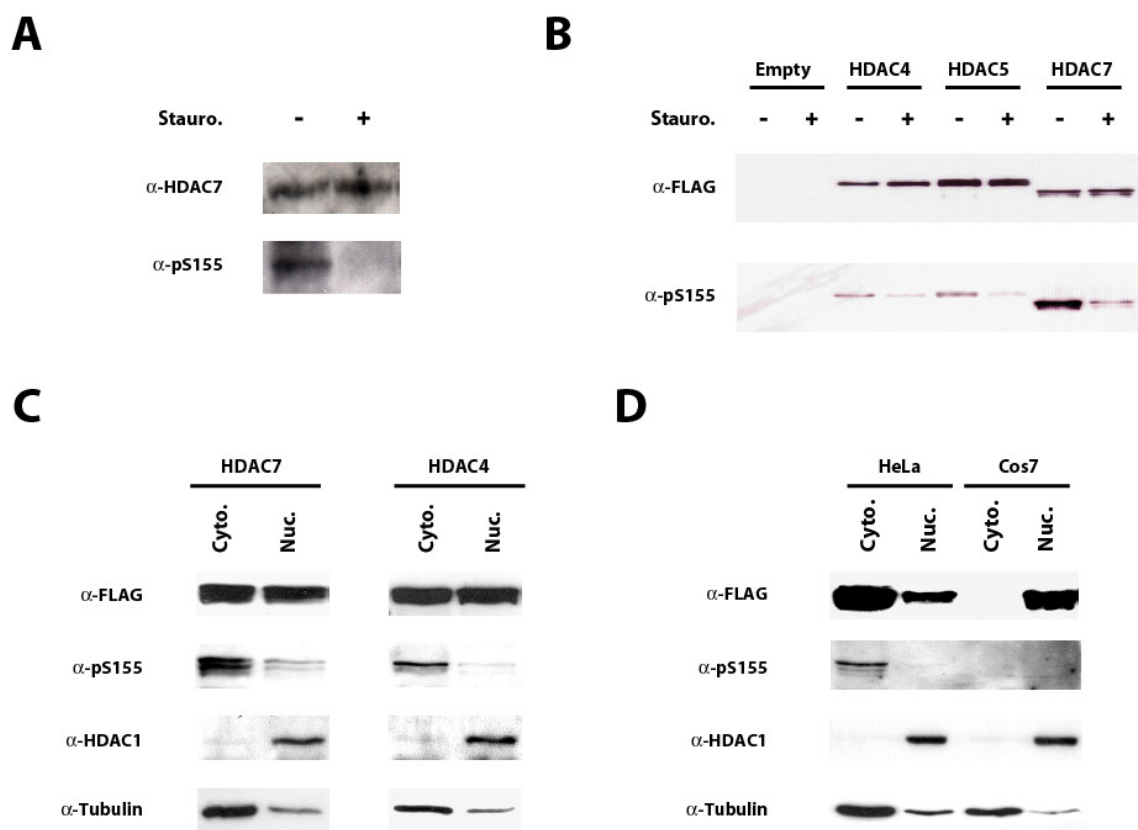 A
Stauro. - +
α-HDAC7
α-pS155
B
Empty HDAC4 HDAC5 HDAC7
Stauro. - + - + - + - +
α-FLAG
α-pS155
C
HDAC7 HDAC4
Cyto. Nuc. Cyto. Nuc.
α-FLAG
α-pS155
α-HDAC1
α-Tubulin
D
HeLa Cos7
Cyto. Nuc. Cyto. Nuc.
α-FLAG
α-pS155
α-HDAC1
α-Tubulin